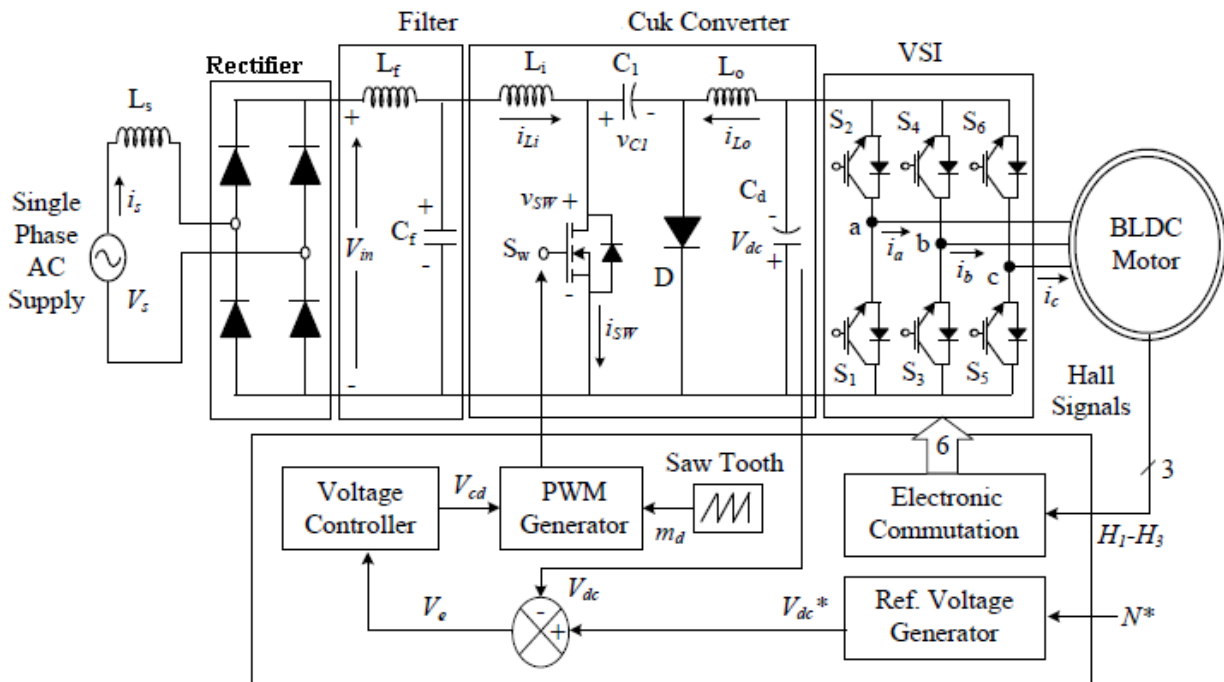 Filter
Cuk Converter
VSI
Rectifier
Ls
Lf
Li
C1
Lo
+
-
iLi
vC1
iLo
S2
S4
S6
is
Single
Phase
AC
Supply
Vs
+
Vin
-
Cf
+
-
vSW +
Sw
-
iSW
D
Cd
-
Vdc
+
a
ia
b
ib
c
ic
BLDC
Motor
S1
S3
S5
Hall
Signals
6
3
Saw Tooth
Voltage
Controller
Vcd
PWM
Generator
md
Electronic
Commutation
H1-H3
Ve
Vdc
-
+
Vdc*
Ref. Voltage
Generator
N*